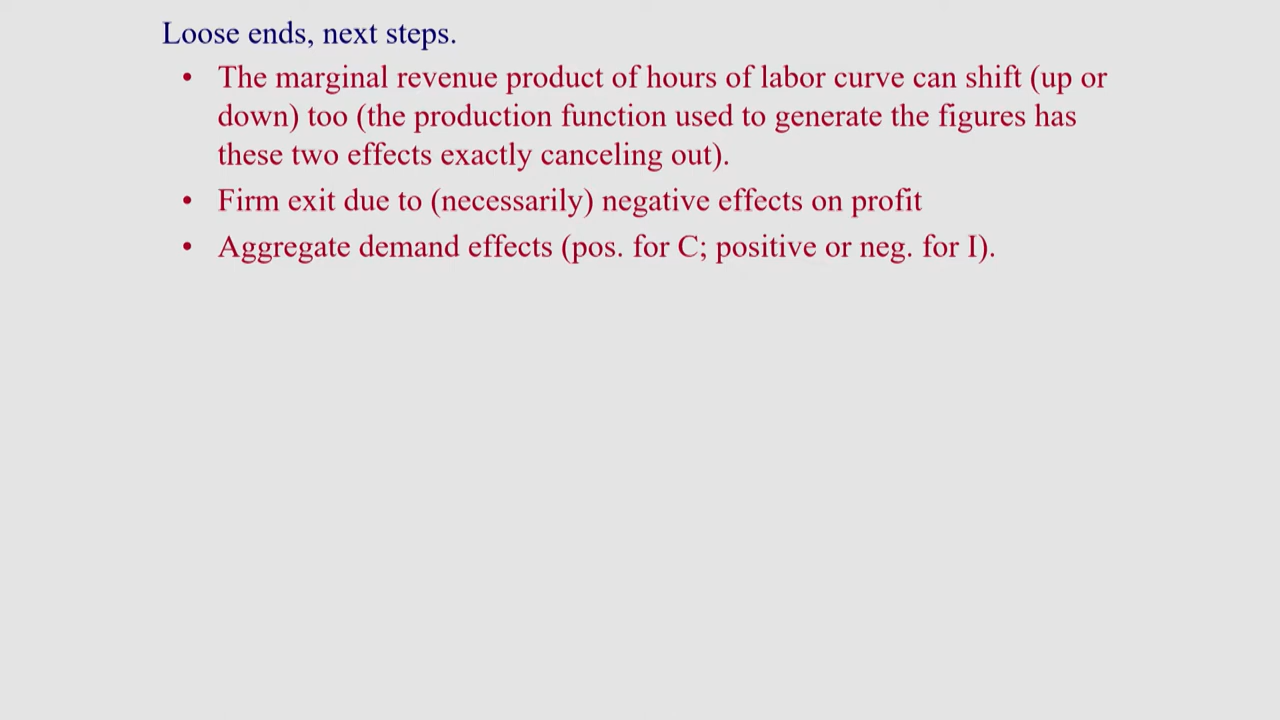 Loose ends, next steps.
• The marginal revenue product of hours of labor curve can shift (up or
down) too (the production function used to generate the figures has
these two effects exactly canceling out).
• Firm exit due to (necessarily) negative effects on profit
• Aggregate demand effects (pos. for C; positive or neg. for I).